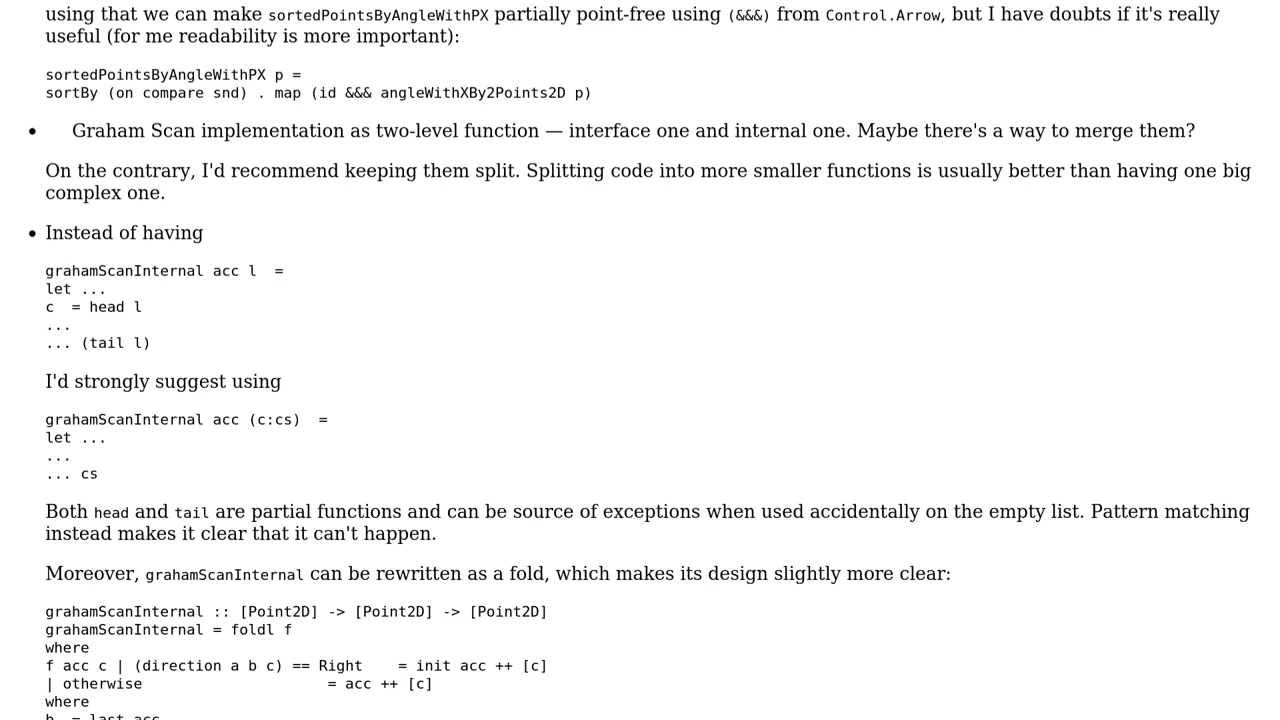 using that we can make sortedPointsByAngleWithPX partially point-free using (&&&) from Control.Arrow, but I have doubts if it's really
useful (for me readability is more important):
sortedPointsByAngleWithPX p =
sortBy (on compare snd) . map (id &&& angleWithXBy2Points2D p)
• Graham Scan implementation as two-level function — interface one and internal one. Maybe there's a way to merge them?
On the contrary, I'd recommend keeping them split. Splitting code into more smaller functions is usually better than having one big
complex one.
• Instead of having
grahamScanInternal acc l  =
let ...
c  = head l
...
... (tail l)
I'd strongly suggest using
grahamScanInternal acc (c:cs)  =
let ...
...
... cs
Both head and tail are partial functions and can be source of exceptions when used accidentally on the empty list. Pattern matching
instead makes it clear that it can't happen.
Moreover, grahamScanInternal can be rewritten as a fold, which makes its design slightly more clear:
grahamScanInternal :: [Point2D] -> [Point2D] -> [Point2D]
grahamScanInternal = foldl f
where
f acc c | (direction a b c) == Right    = init acc ++ [c]
| otherwise                     = acc ++ [c]
where
b  = last acc